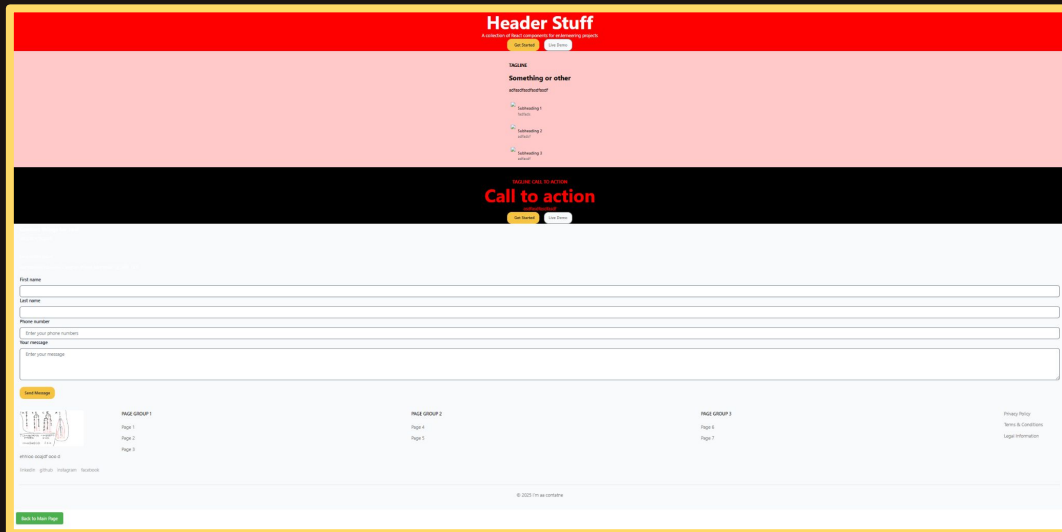 Header Stuff
A collection of React components for engineering projects
Get Started Live Demo
TAGLINE
Something or other
Subheading 1
Subheading 2
Subheading 3
TAGLINE CALL TO ACTION
Call to action
Get Started Live Demo
First name
Last name
Phone number
Enter your phone numbers
Your message
Enter your message
Send Message
PAGE GROUP 1
Page 1
Page 2
Page 3
PAGE GROUP 2
Page 4
Page 5
PAGE GROUP 3
Page 6
Page 7
Privacy Policy
Terms & Conditions
Legal Information
linkedin github instagram facebook
© 2025 I'm aa containe
Back to Main Page